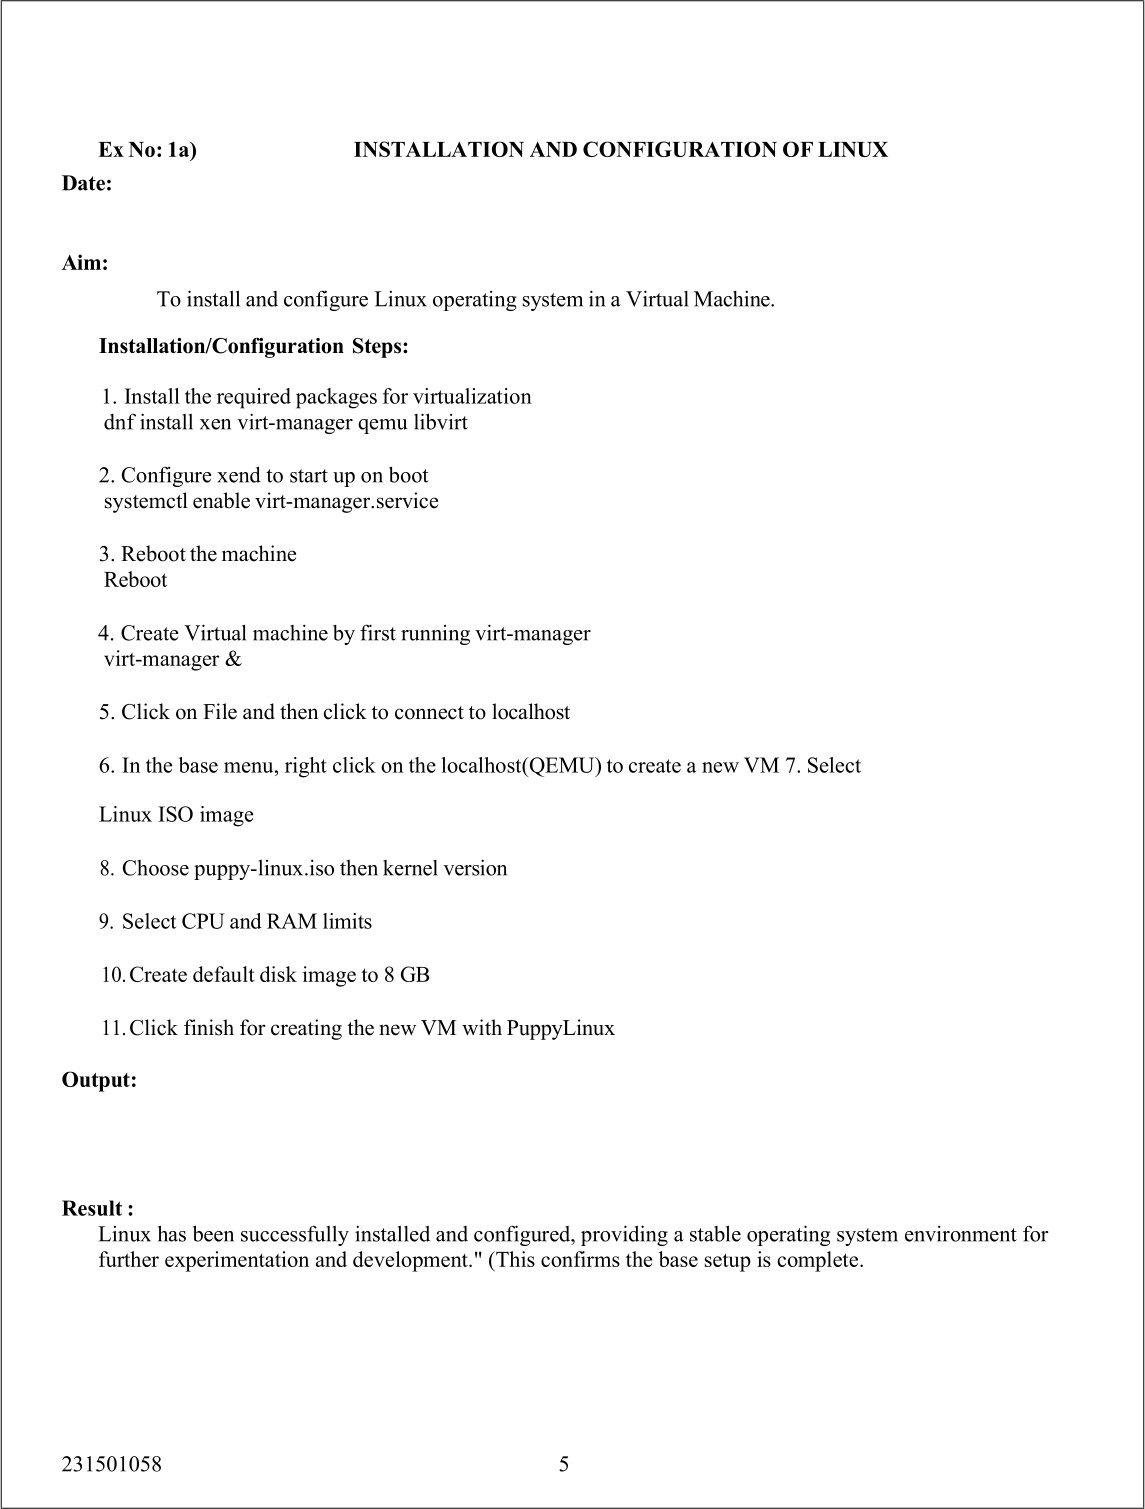 Ex No: 1a) INSTALLATION AND CONFIGURATION OF LINUX
Date:
Aim:
To install and configure Linux operating system in a Virtual Machine.
Installation/Configuration Steps:
1. Install the required packages for virtualization
dnf install xen virt-manager qemu libvirt
2. Configure xend to start up on boot
systemctl enable virt-manager.service
3. Reboot the machine
Reboot
4. Create Virtual machine by first running virt-manager
virt-manager &
5. Click on File and then click to connect to localhost
6. In the base menu, right click on the localhost(QEMU) to create a new VM 7. Select
Linux ISO image
8. Choose puppy-linux.iso then kernel version
9. Select CPU and RAM limits
10. Create default disk image to 8 GB
11. Click finish for creating the new VM with PuppyLinux
Output:
Result :
Linux has been successfully installed and configured, providing a stable operating system environment for
further experimentation and development." (This confirms the base setup is complete.
231501058 5